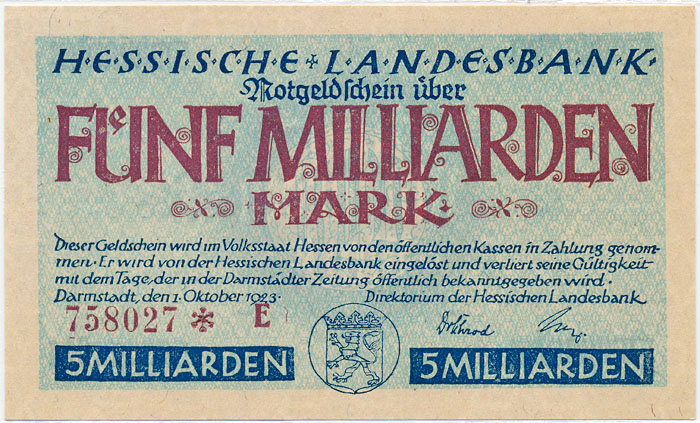 H·E·S·S·I·S·C·H·E·L·A·N·D·E·S·B·A·N·K·
Notgeldschein über
FÜNF MILLIARDEN
MARK·
Dieser Geldschein wird im Volksstaat Hessen von den öffentlichen Kassen in Zahlung genom-
men · Er wird von der Hessischen Landesbank eingelöst und verliert seine Gültigkeit
mit dem Tage, der in der Darmstädter Zeitung öffentlich bekanntgegeben wird ·
Darmstadt, den 1. Oktober 1923· Direktorium der Hessischen Landesbank
758027 * E
5 MILLIARDEN 5 MILLIARDEN